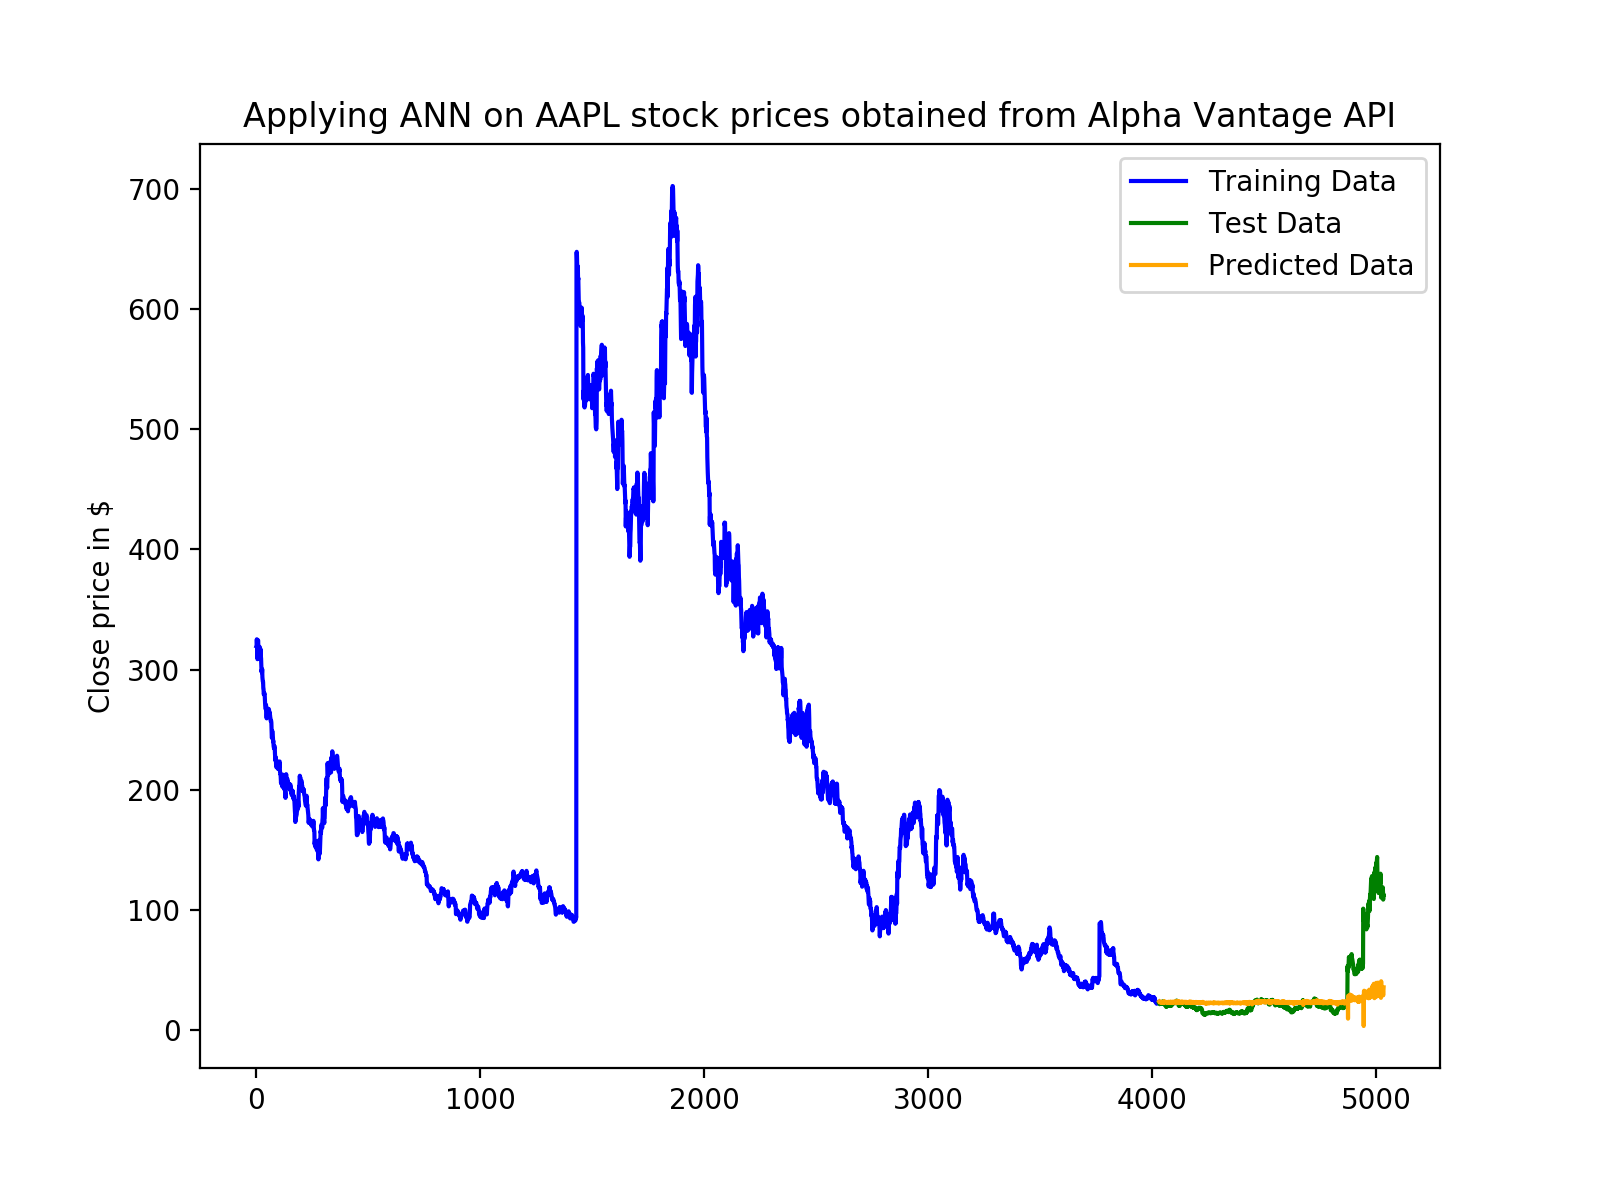 Applying ANN on AAPL stock prices obtained from Alpha Vantage API
Training Data
Test Data
Predicted Data
Close price in $
700
600
500
400
300
200
100
0
0 1000 2000 3000 4000 5000